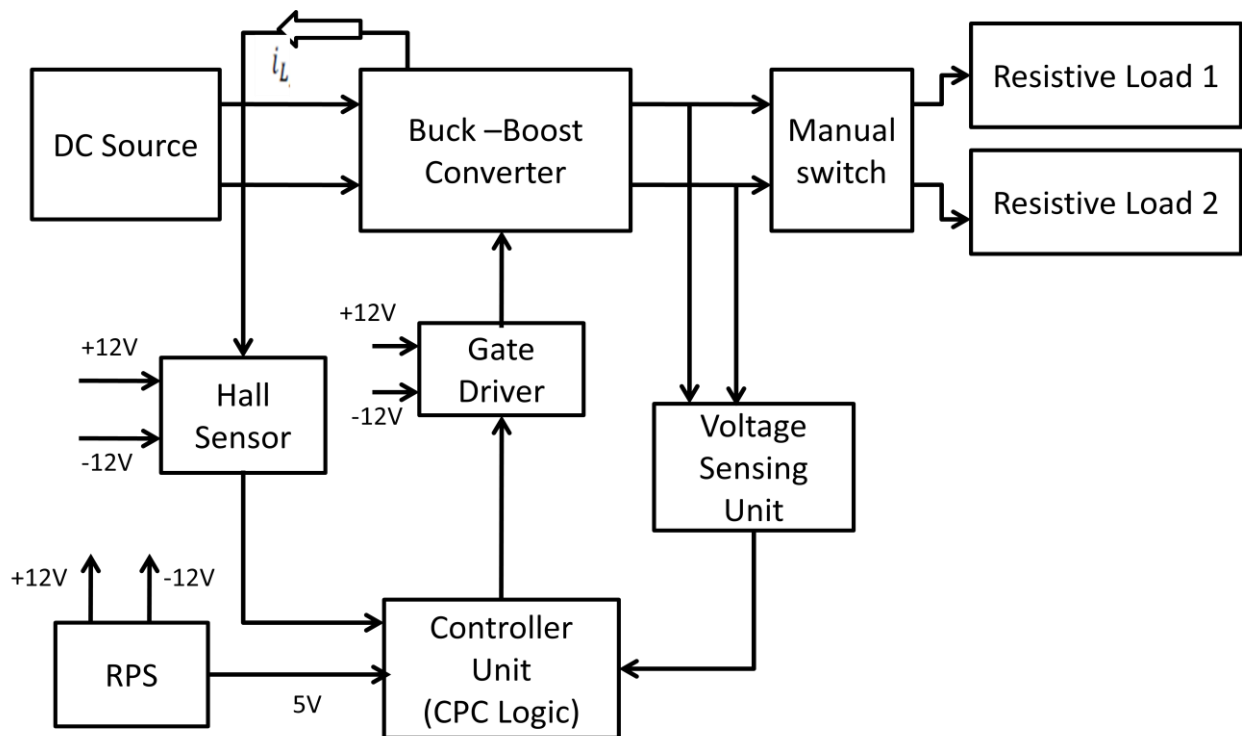 i_L
DC Source
Buck –Boost
Converter
Manual
switch
Resistive Load 1
Resistive Load 2
+12V
-12V
Hall
Sensor
+12V
-12V
Gate
Driver
Voltage
Sensing
Unit
+12V
-12V
RPS
5V
Controller
Unit
(CPC Logic)